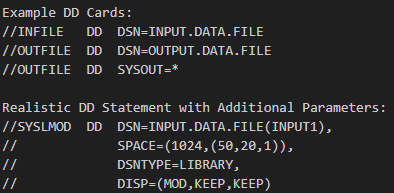 Example DD Cards:
//INFILE   DD  DSN=INPUT.DATA.FILE
//OUTFILE  DD  DSN=OUTPUT.DATA.FILE
//OUTFILE  DD  SYSOUT=*

Realistic DD Statement with Additional Parameters:
//SYSLMOD  DD  DSN=INPUT.DATA.FILE(INPUT1),
//             SPACE=(1024,(50,20,1)),
//             DSNTYPE=LIBRARY,
//             DISP=(MOD,KEEP,KEEP)